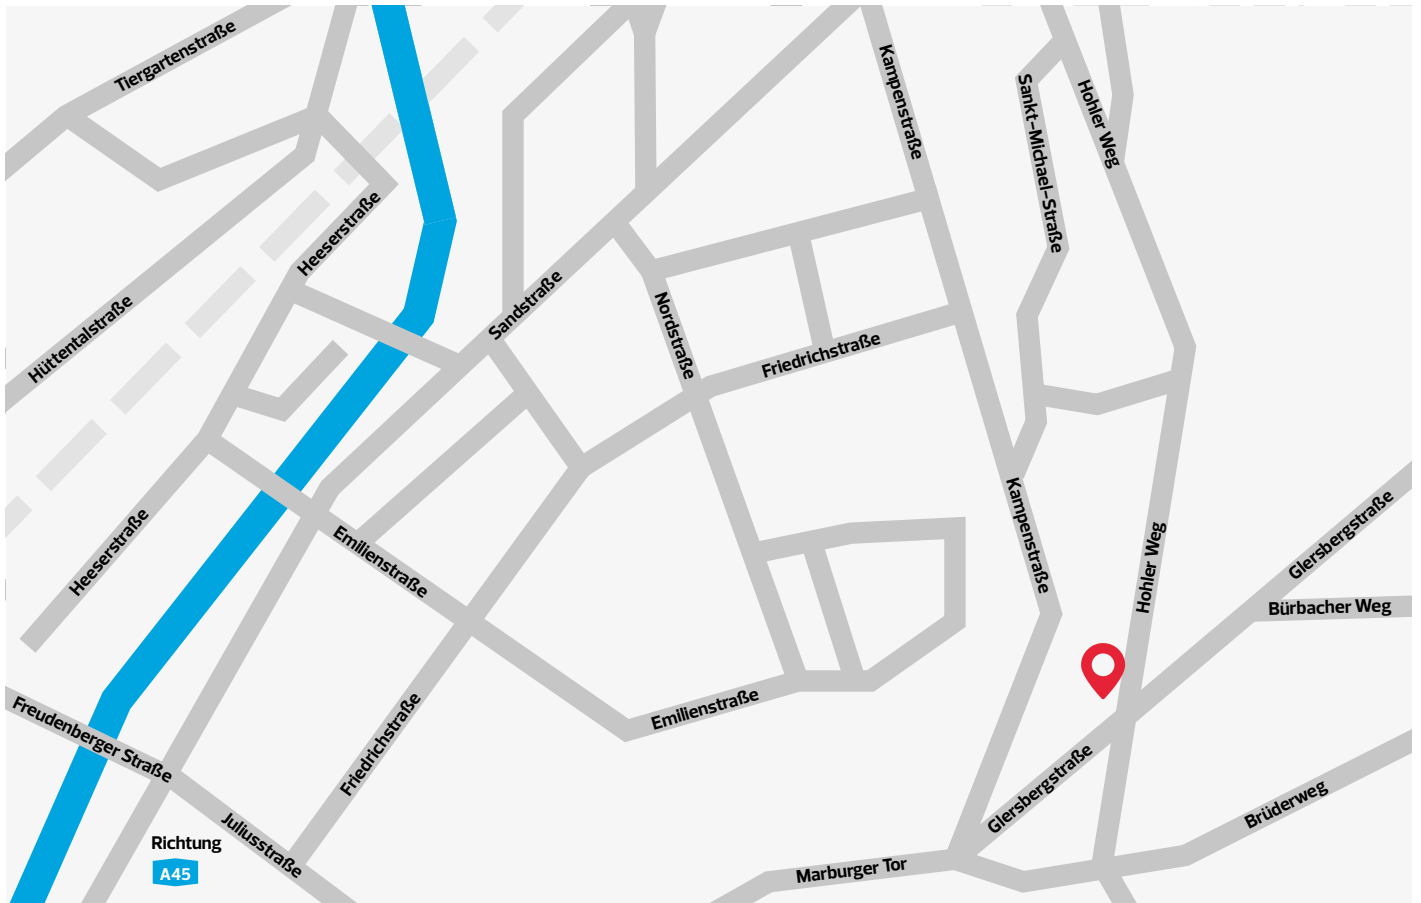 Tiergartenstraße
Kampenstraße
Sankt-Michael-Straße
Hohler Weg
Heeserstraße
Hüttentalstraße
Sandstraße
Nordstraße
Friedrichstraße
Heeserstraße
Emilienstraße
Kampenstraße
Hohler Weg
Glersbergstraße
Bürbacher Weg
Emilienstraße
Freudenberger Straße
Friedrichstraße
Glersbergstraße
Brüderweg
Juliusstraße
Richtung
A45
Marburger Tor